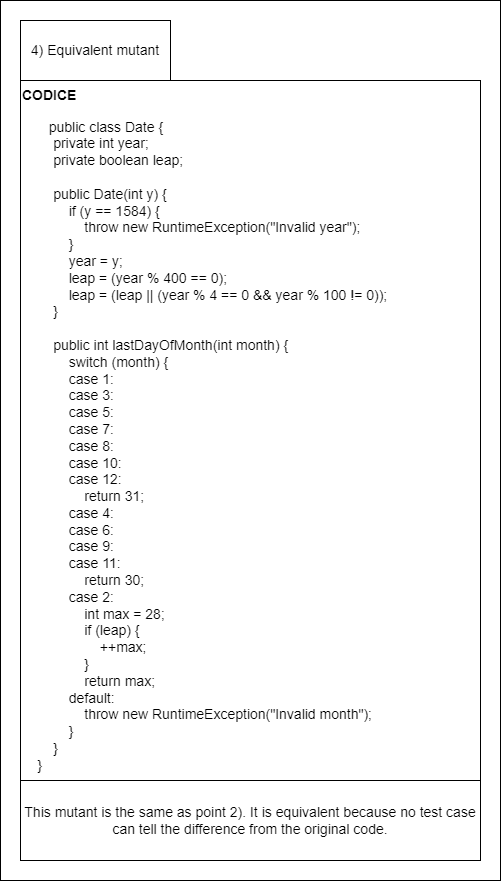 4) Equivalent mutant
CODICE
public class Date {
private int year;
private boolean leap;
public Date(int y) {
if (y == 1584) {
throw new RuntimeException("Invalid year");
}
year = y;
leap = (year % 400 == 0);
leap = (leap || (year % 4 == 0 && year % 100 != 0));
}
public int lastDayOfMonth(int month) {
switch (month) {
case 1:
case 3:
case 5:
case 7:
case 8:
case 10:
case 12:
return 31;
case 4:
case 6:
case 9:
case 11:
return 30;
case 2:
int max = 28;
if (leap) {
++max;
}
return max;
default:
throw new RuntimeException("Invalid month");
}
}
}
This mutant is the same as point 2). It is equivalent because no test case
can tell the difference from the original code.